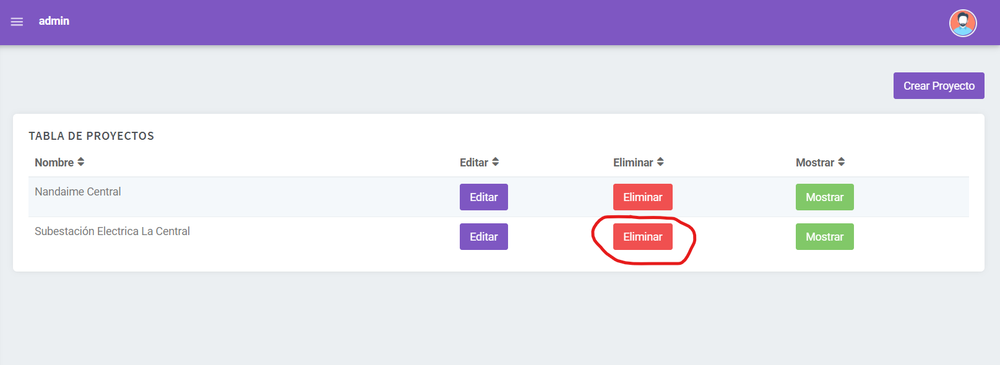 admin
Crear Proyecto
TABLA DE PROYECTOS
Nombre Editar Eliminar Mostrar
Nandaime Central Editar Eliminar Mostrar
Subestación Electrica La Central Editar Eliminar Mostrar